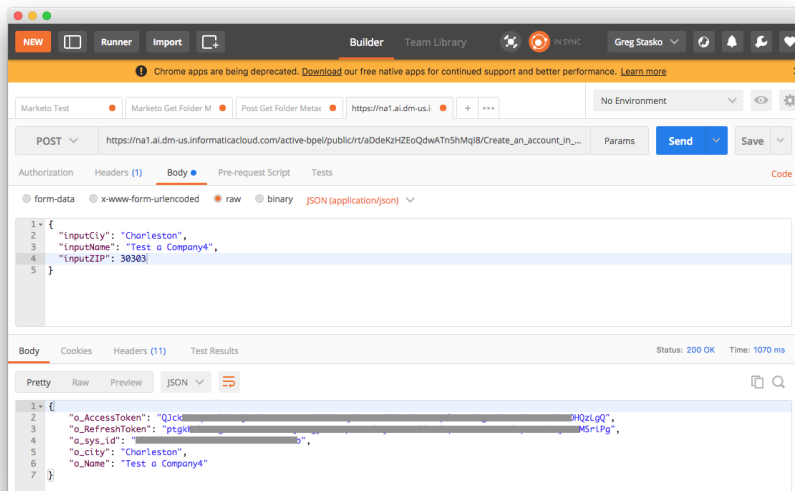 NEW Runner Import Builder Team Library IN SYNC Greg Stasko
Chrome apps are being deprecated. Download our free native apps for continued support and better performance. Learn more
Marketo Test Marketo Get Folder M Post Get Folder Metac https://na1.ai.dm-us.i + ••• No Environment
POST https://na1.ai.dm-us.informaticacloud.com/active-bpel/public/rt/aDdeKzHZEoQdwATn5hMqI8/Create_an_account_in_... Params Send Save
Authorization Headers (1) Body Pre-request Script Tests Code
form-data x-www-form-urlencoded raw binary JSON (application/json)
1 {
2 "inputCiy": "Charleston",
3 "inputName": "Test a Company4",
4 "inputZIP": 30303
5 }
Body Cookies Headers (11) Test Results Status: 200 OK Time: 1070 ms
Pretty Raw Preview JSON
1 {
2 "o_AccessToken": "QJck DHQzLgQ",
3 "o_RefreshToken": "ptgk MSriPg",
4 "a_sys_id": " ",
5 "o_city": "Charleston",
6 "o_Name": "Test a Company4"
7 }